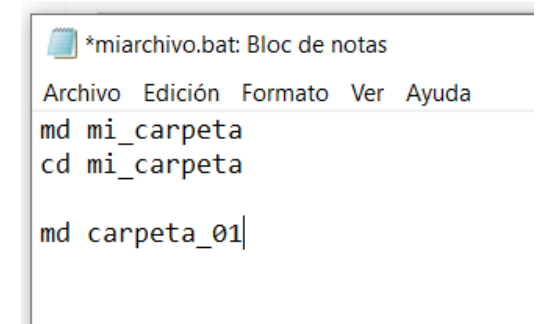 *miarchivo.bat: Bloc de notas
Archivo Edición Formato Ver Ayuda
md mi_carpeta
cd mi_carpeta
md carpeta_01